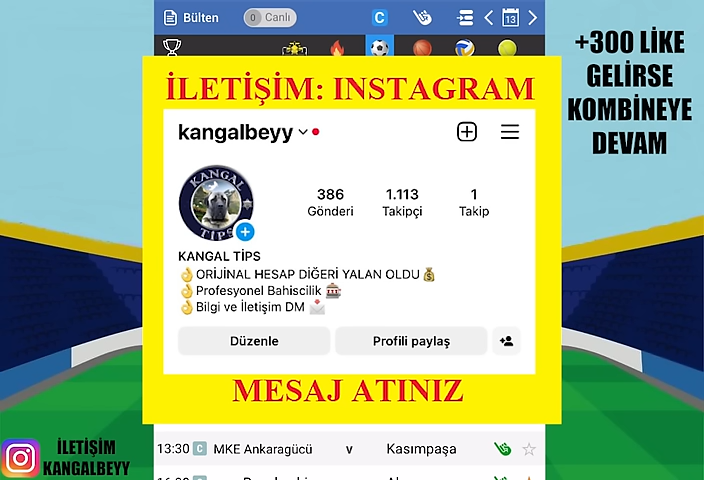 Bülten
0 Canlı
C
13
+300 LİKE
GELİRSE
KOMBİNEYE
DEVAM
İLETİŞİM: INSTAGRAM
kangalbeyy
KANGAL
TİPS
386
1.113
1
Gönderi
Takipçi
Takip
KANGAL TİPS
👌ORİJİNAL HESAP DİĞERİ YALAN OLDU💰
👌Profesyonel Bahiscilik🎰
👌Bilgi ve İletişim DM 📩
Düzenle
Profili paylaş
MESAJ ATINIZ
13:30 C MKE Ankaragücü v Kasımpaşa
İLETİŞİM
KANGALBEYY